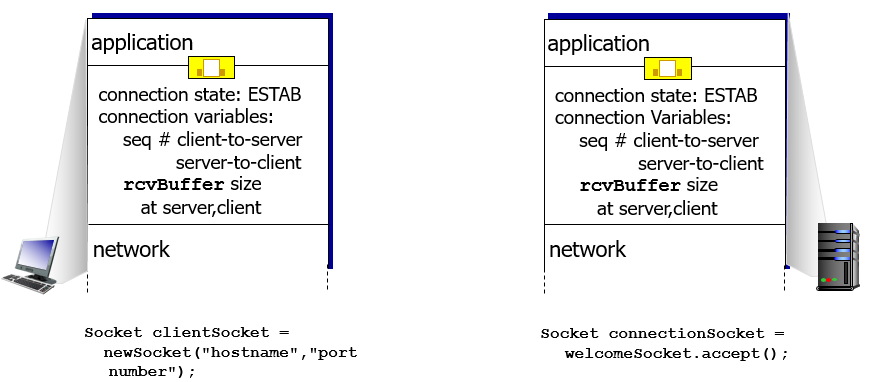 application
connection state: ESTAB
connection variables:
seq # client-to-server
server-to-client
rcvBuffer size
at server,client
network
Socket clientSocket =
newSocket("hostname","port
number");
application
connection state: ESTAB
connection Variables:
seq # client-to-server
server-to-client
rcvBuffer size
at server,client
network
Socket connectionSocket =
welcomeSocket.accept();